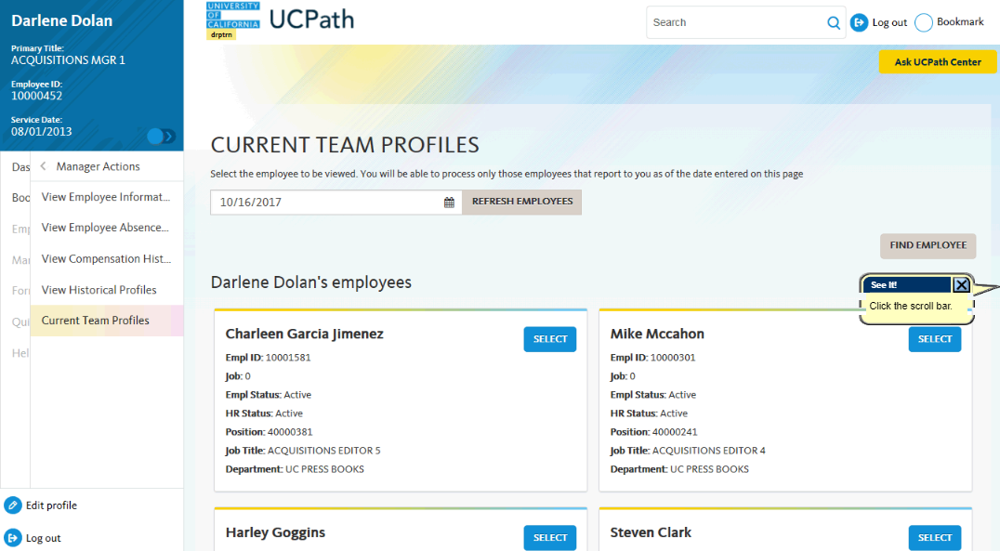 Darlene Dolan
Primary Title:
ACQUISITIONS MGR 1
Employee ID:
10000452
Service Date:
08/01/2013
UNIVERSITY
OF
CALIFORNIA
drptrn
UCPath
Search
Log out
Bookmark
Ask UCPath Center
Das
Boo
Emp
Mar
For
Qui
Hel
Manager Actions
View Employee Informat...
View Employee Absence...
View Compensation Hist...
View Historical Profiles
Current Team Profiles
Edit profile
Log out
CURRENT TEAM PROFILES
Select the employee to be viewed. You will be able to process only those employees that report to you as of the date entered on this page
10/16/2017
REFRESH EMPLOYEES
FIND EMPLOYEE
Darlene Dolan's employees
See It!
Click the scroll bar.
Charleen Garcia Jimenez
SELECT
Empl ID: 10001581
Job: 0
Empl Status: Active
HR Status: Active
Position: 40000381
Job Title: ACQUISITIONS EDITOR 5
Department: UC PRESS BOOKS
Mike Mccahon
SELECT
Empl ID: 10000301
Job: 0
Empl Status: Active
HR Status: Active
Position: 40000241
Job Title: ACQUISITIONS EDITOR 4
Department: UC PRESS BOOKS
Harley Goggins
SELECT
Steven Clark
SELECT